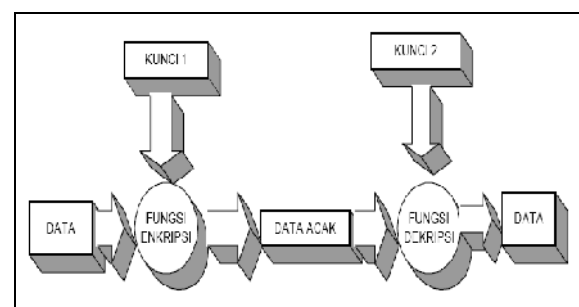 KUNCI 1
KUNCI 2
DATA
FUNGSI
ENKRIPSI
DATA ACAK
FUNGSI
DEKRIPSI
DATA